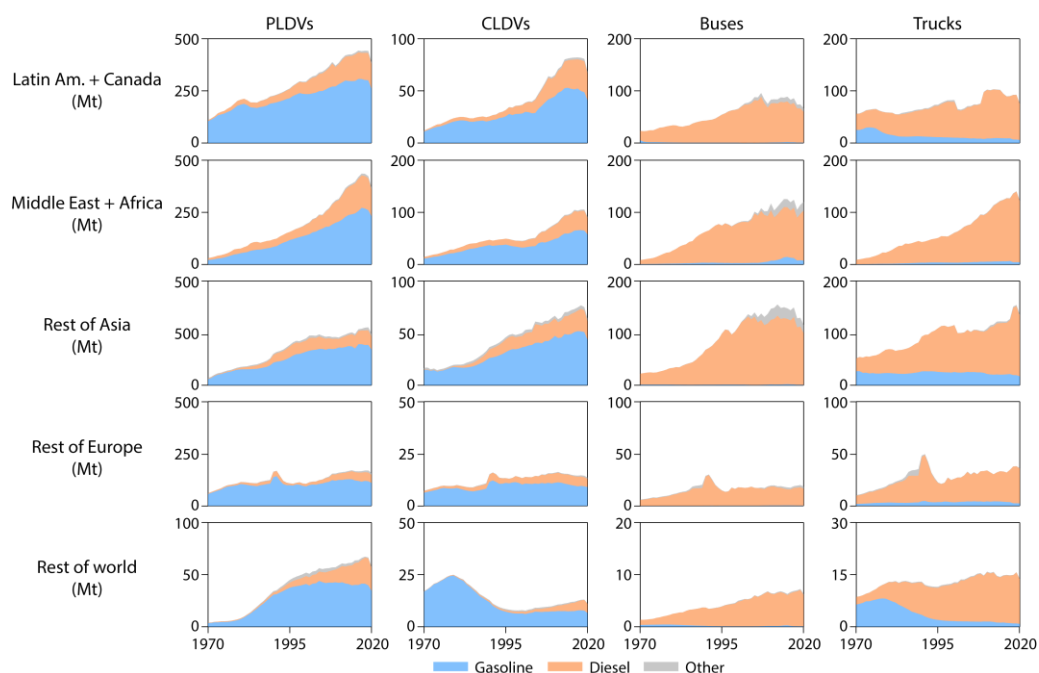 PLDVs CLDVs Buses Trucks
500 100 200 200
Latin Am. + Canada
(Mt)
250 50 100 100
0 0 0 0
500 200 200 200
Middle East + Africa
(Mt)
250 100 100 100
0 0 0 0
500 100 200 200
Rest of Asia
(Mt)
500 50 100 100
0 0 0 0
500 50 100 100
Rest of Europe
(Mt)
250 25 50 50
0 0 0 0
100 50 20 30
Rest of world
(Mt)
50 25 10 15
0 0 0 0
1970 1995 2020 1970 1995 2020 1970 1995 2020 1970 1995 2020
Gasoline Diesel Other